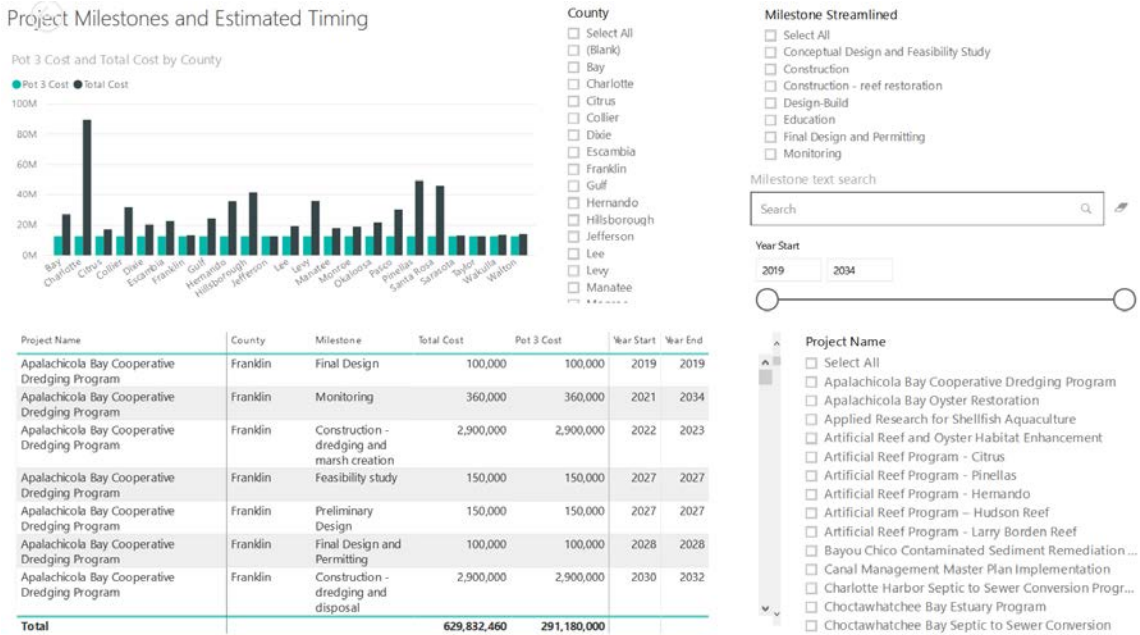 Project Milestones and Estimated Timing
Pot 3 Cost and Total Cost by County
Pot 3 Cost Total Cost
100M
80M
60M
40M
20M
0M
Bay
Charlotte
Citrus
Collier
Dixie
Escambia
Franklin
Gulf
Hernando
Hillsborough
Jefferson
Lee
Levy
Manatee
Monroe
Okaloosa
Pasco
Pinellas
Santa Rosa
Sarasota
Taylor
Wakulla
Walton
County
Select All
(Blank)
Bay
Charlotte
Citrus
Collier
Dixie
Escambia
Franklin
Gulf
Hernando
Hillsborough
Jefferson
Lee
Levy
Manatee
Milestone Streamlined
Select All
Conceptual Design and Feasibility Study
Construction
Construction - reef restoration
Design-Build
Education
Final Design and Permitting
Monitoring
Milestone text search
Search
Year Start
2019 2034
Project Name County Milestone Total Cost Pot 3 Cost Year Start Year End
Apalachicola Bay Cooperative Franklin Final Design 100,000 100,000 2019 2019
Dredging Program
Apalachicola Bay Cooperative Franklin Monitoring 360,000 360,000 2021 2034
Dredging Program
Apalachicola Bay Cooperative Franklin Construction - 2,900,000 2,900,000 2022 2023
Dredging Program dredging and
marsh creation
Apalachicola Bay Cooperative Franklin Feasibility study 150,000 150,000 2027 2027
Dredging Program
Apalachicola Bay Cooperative Franklin Preliminary 150,000 150,000 2027 2027
Dredging Program Design
Apalachicola Bay Cooperative Franklin Final Design and 100,000 100,000 2028 2028
Dredging Program Permitting
Apalachicola Bay Cooperative Franklin Construction - 2,900,000 2,900,000 2030 2032
Dredging Program dredging and
disposal
Total 629,832,460 291,180,000
Project Name
Select All
Apalachicola Bay Cooperative Dredging Program
Apalachicola Bay Oyster Restoration
Applied Research for Shellfish Aquaculture
Artificial Reef and Oyster Habitat Enhancement
Artificial Reef Program - Citrus
Artificial Reef Program - Pinellas
Artificial Reef Program - Hernando
Artificial Reef Program – Hudson Reef
Artificial Reef Program - Larry Borden Reef
Bayou Chico Contaminated Sediment Remediation ...
Canal Management Master Plan Implementation
Charlotte Harbor Septic to Sewer Conversion Progr...
Choctawhatchee Bay Estuary Program
Choctawhatchee Bay Septic to Sewer Conversion